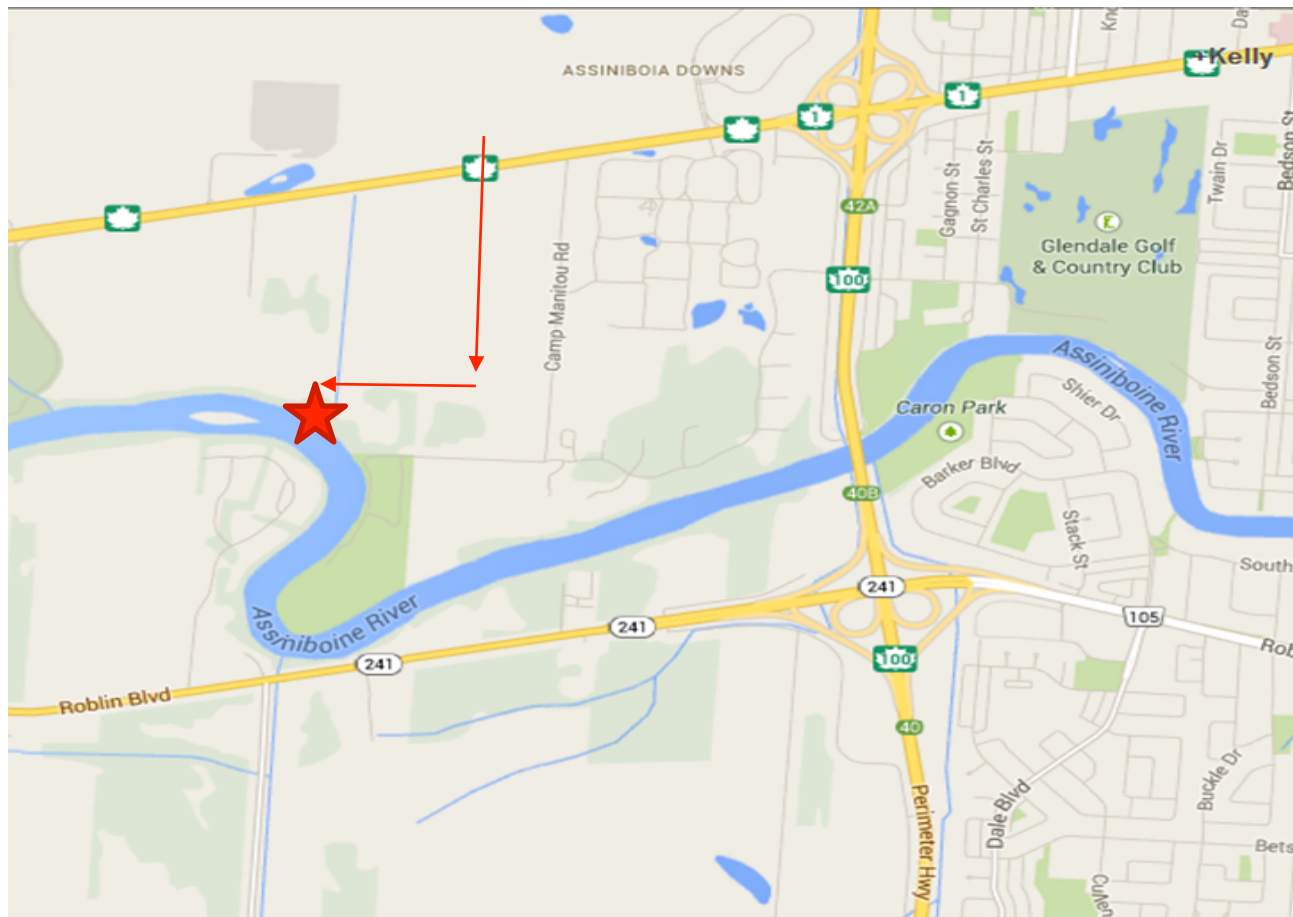 Kelly
ASSINIBOIA DOWNS
1
1
Bedson St
Twain Dr
Gagnon St
St Charles St
42A
Glendale Golf
& Country Club
100
Camp Manitou Rd
Assiniboine River
Bedson St
Shier Dr
Caron Park
Barker Blvd
40B
Stack St
South
241
105
Assiniboine River
241
241
100
Roblin Blvd
40
Buckle Dr
Dale Blvd
Perimeter Hwy
Bets